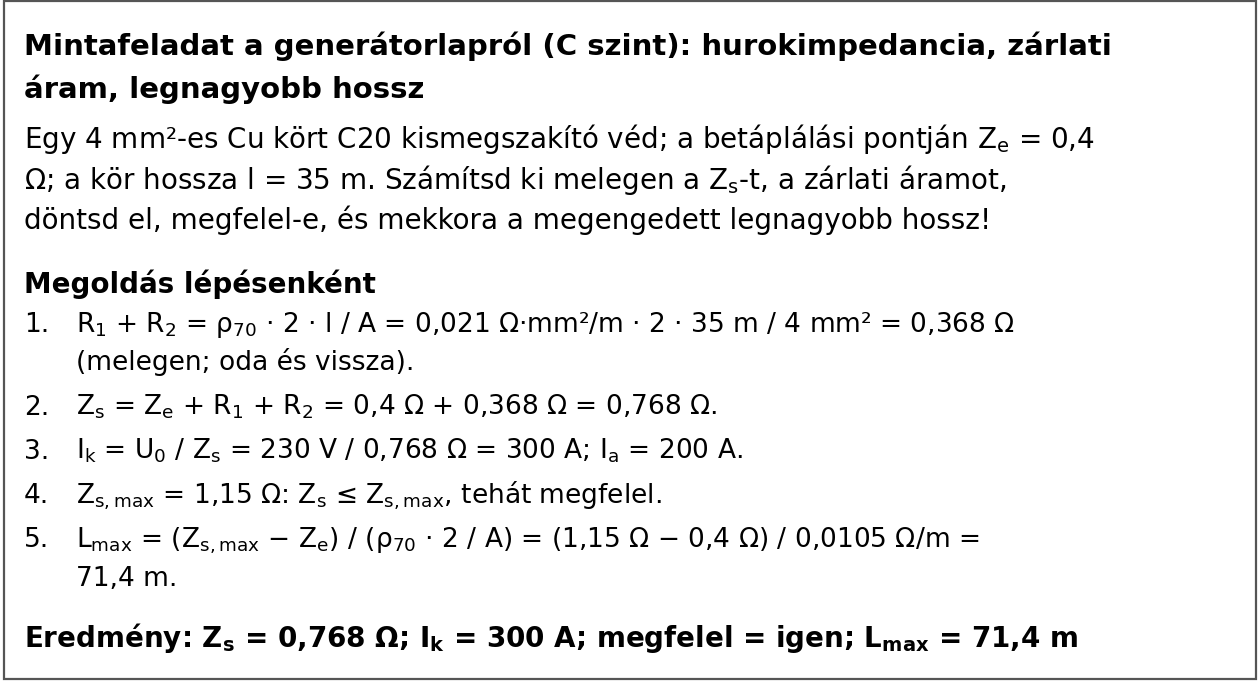 Mintafeladat a generátorlapról (C szint): hurokimpedancia, zárlati
áram, legnagyobb hossz
Egy 4 mm²-es Cu kört C20 kismegszakító véd; a betáplálási pontján Zₑ = 0,4
Ω; a kör hossza l = 35 m. Számítsd ki melegen a Zₛ-t, a zárlati áramot,
döntsd el, megfelel-e, és mekkora a megengedett legnagyobb hossz!
Megoldás lépésenként
1. R₁ + R₂ = ρ₇₀ · 2 · l / A = 0,021 Ω·mm²/m · 2 · 35 m / 4 mm² = 0,368 Ω
(melegen; oda és vissza).
2. Zₛ = Zₑ + R₁ + R₂ = 0,4 Ω + 0,368 Ω = 0,768 Ω.
3. Iₖ = U₀ / Zₛ = 230 V / 0,768 Ω = 300 A; Iₐ = 200 A.
4. Zₛ,ₘₐₓ = 1,15 Ω: Zₛ ≤ Zₛ,ₘₐₓ, tehát megfelel.
5. Lₘₐₓ = (Zₛ,ₘₐₓ − Zₑ) / (ρ₇₀ · 2 / A) = (1,15 Ω − 0,4 Ω) / 0,0105 Ω/m =
71,4 m.
Eredmény: Zₛ = 0,768 Ω; Iₖ = 300 A; megfelel = igen; Lₘₐₓ = 71,4 m